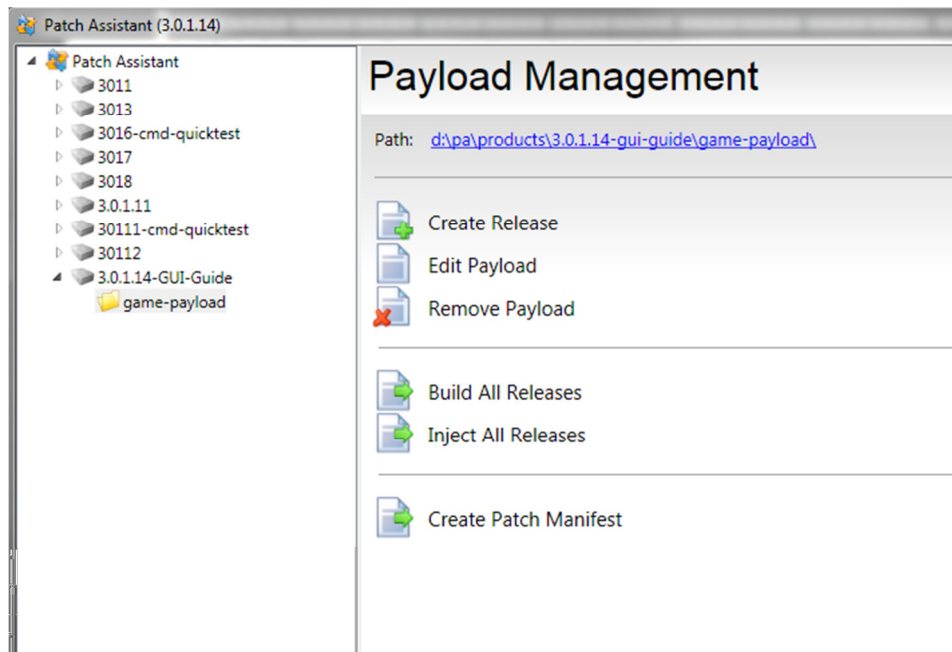 Patch Assistant (3.0.1.14)
Patch Assistant
3011
3013
3016-cmd-quicktest
3017
3018
3.0.1.11
30111-cmd-quicktest
30112
3.0.1.14-GUI-Guide
game-payload
Payload Management
Path: d:\pa\products\3.0.1.14-gui-guide\game-payload\
Create Release
Edit Payload
Remove Payload
Build All Releases
Inject All Releases
Create Patch Manifest